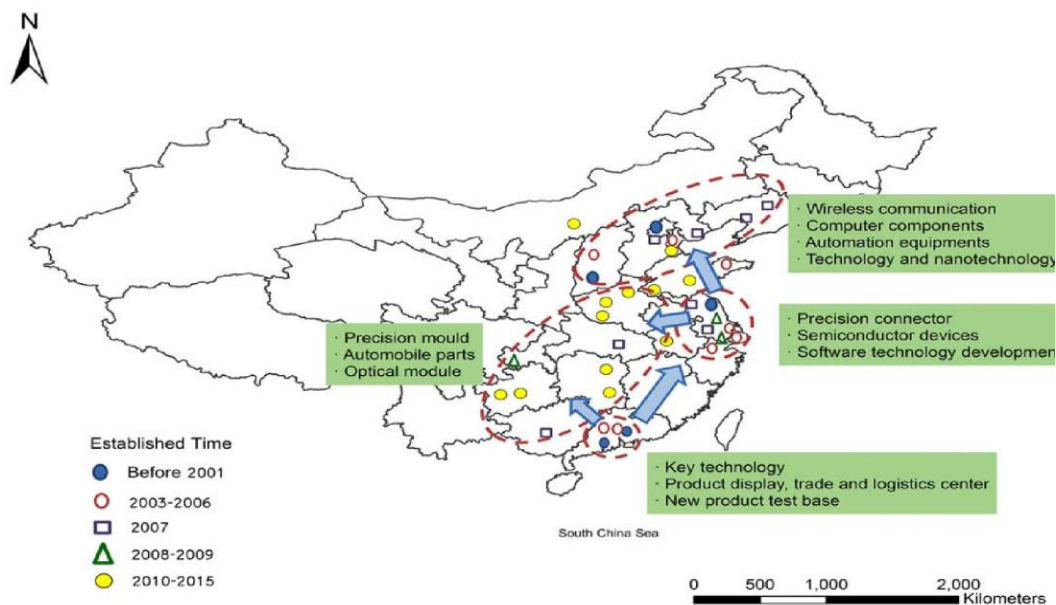 N
· Wireless communication
· Computer components
· Automation equipments
· Technology and nanotechnology
· Precision connector
· Semiconductor devices
· Software technology development
· Precision mould
· Automobile parts
· Optical module
· Key technology
· Product display, trade and logistics center
· New product test base
Established Time
Before 2001
2003-2006
2007
2008-2009
2010-2015
South China Sea
0 500 1,000 2,000
Kilometers